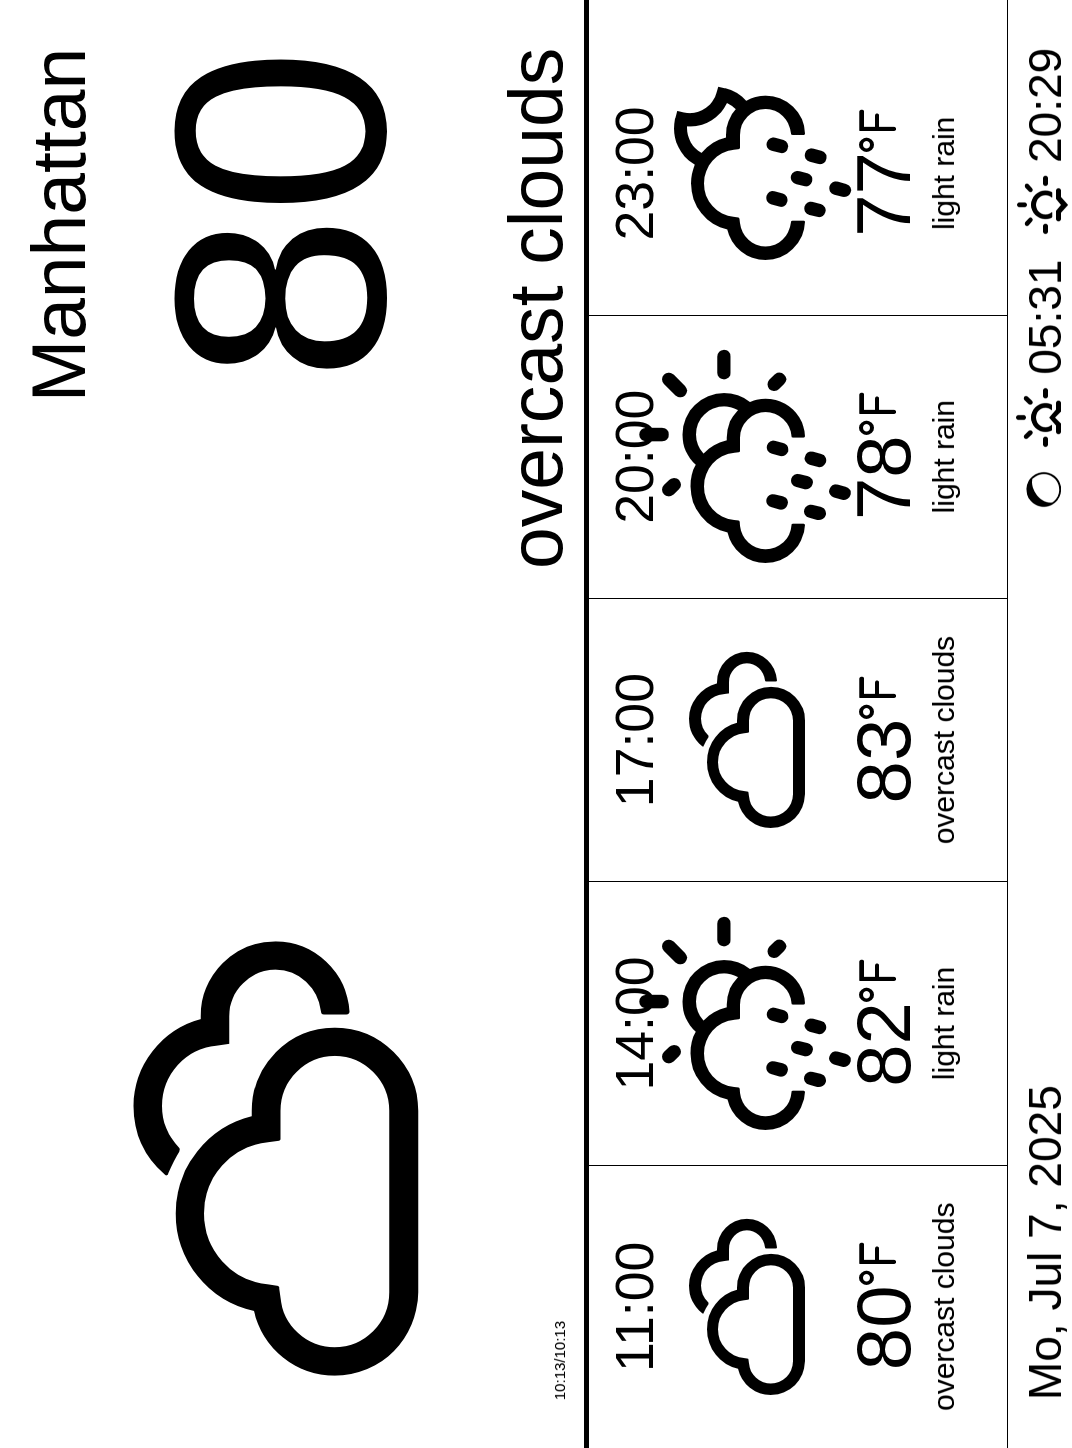 Manhattan
80
overcast clouds
10:13/10:13
11:00 14:00 17:00 20:00 23:00
80°F 82°F 83°F 78°F 77°F
overcast clouds light rain overcast clouds light rain light rain
Mo, Jul 7, 2025 05:31 20:29